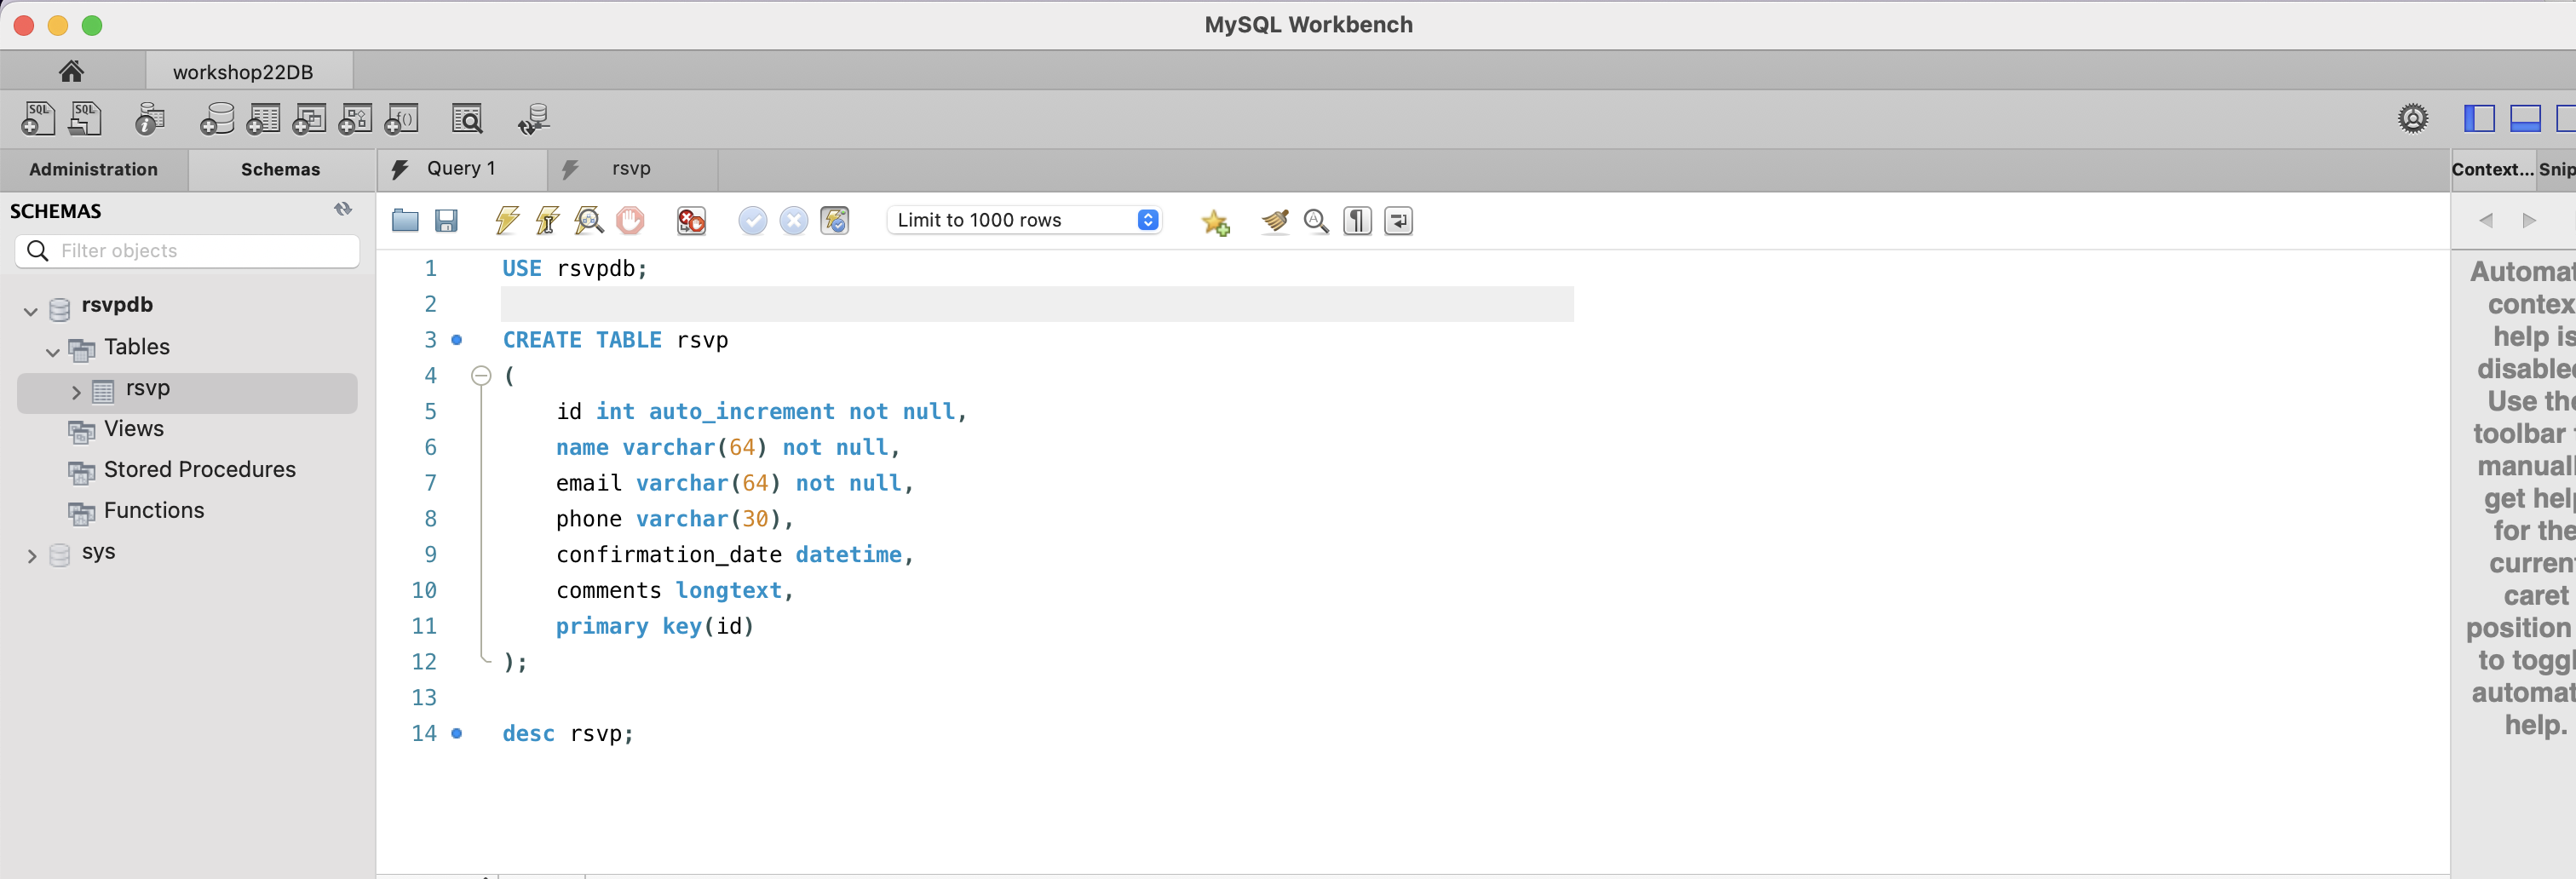 MySQL Workbench
workshop22DB
SQL SQL
Administration Schemas
Query 1 rsvp
Context... Snip
SCHEMAS
Filter objects
Limit to 1000 rows
rsvpdb
Tables
rsvp
Views
Stored Procedures
Functions
sys
1 USE rsvpdb;
2
3 CREATE TABLE rsvp
4 (
5 id int auto_increment not null,
6 name varchar(64) not null,
7 email varchar(64) not null,
8 phone varchar(30),
9 confirmation_date datetime,
10 comments longtext,
11 primary key(id)
12 );
13
14 desc rsvp;
Automat
contex
help is
disabled
Use the
toolbar
manuall
get help
for the
current
caret
position
to toggl
automat
help.